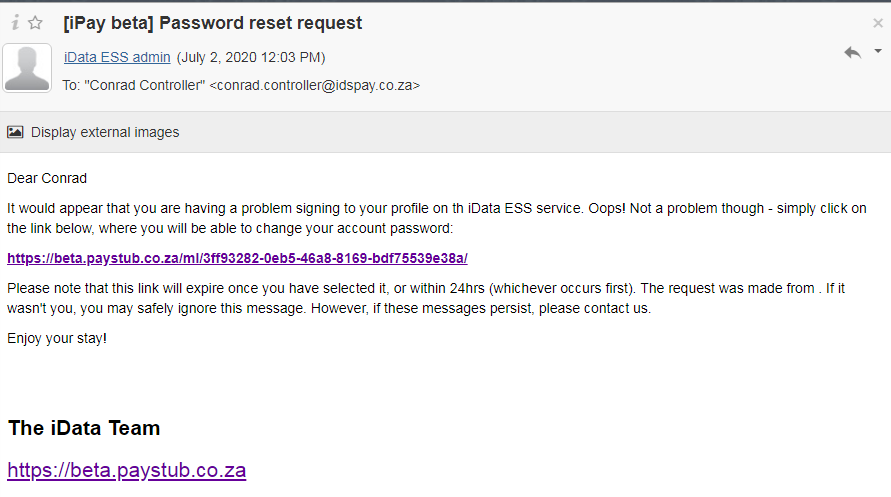 [iPay beta] Password reset request
iData ESS admin (July 2, 2020 12:03 PM)
To: "Conrad Controller" <conrad.controller@idspay.co.za>
Display external images
Dear Conrad
It would appear that you are having a problem signing to your profile on th iData ESS service. Oops! Not a problem though - simply click on
the link below, where you will be able to change your account password:
https://beta.paystub.co.za/ml/3ff93282-0eb5-46a8-8169-bdf75539e38a/
Please note that this link will expire once you have selected it, or within 24hrs (whichever occurs first). The request was made from . If it
wasn't you, you may safely ignore this message. However, if these messages persist, please contact us.
Enjoy your stay!
The iData Team
https://beta.paystub.co.za